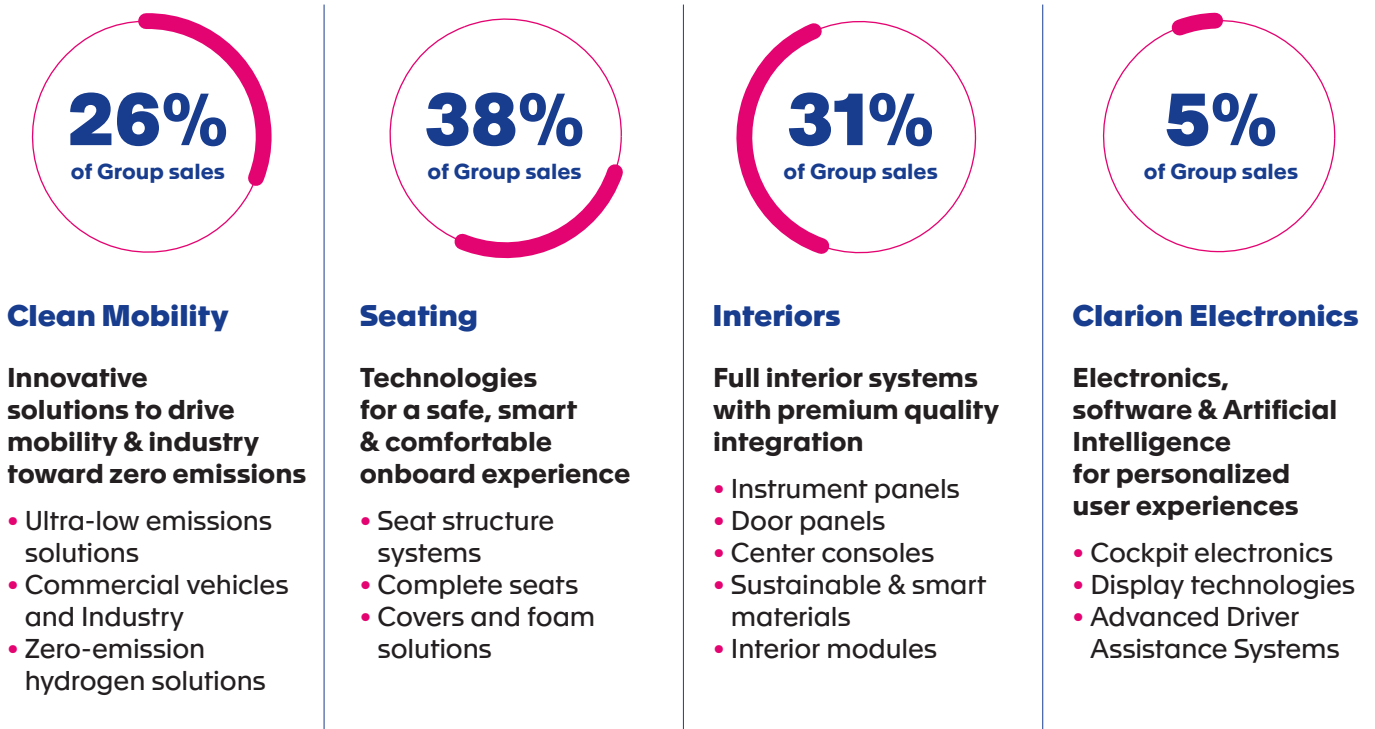 26%
of Group sales
Clean Mobility
Innovative
solutions to drive
mobility & industry
toward zero emissions
• Ultra-low emissions
solutions
• Commercial vehicles
and Industry
• Zero-emission
hydrogen solutions
38%
of Group sales
Seating
Technologies
for a safe, smart
& comfortable
onboard experience
• Seat structure
systems
• Complete seats
• Covers and foam
solutions
31%
of Group sales
Interiors
Full interior systems
with premium quality
integration
• Instrument panels
• Door panels
• Center consoles
• Sustainable & smart
materials
• Interior modules
5%
of Group sales
Clarion Electronics
Electronics,
software & Artificial
Intelligence
for personalized
user experiences
• Cockpit electronics
• Display technologies
• Advanced Driver
Assistance Systems